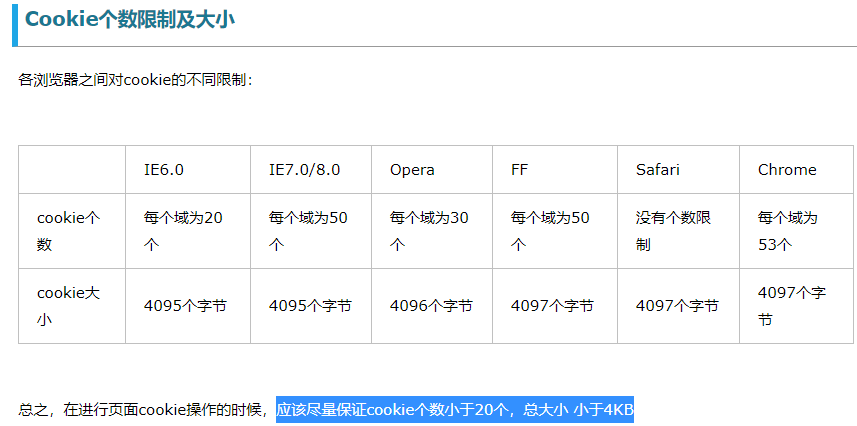 Cookie个数限制及大小
各浏览器之间对cookie的不同限制：
IE6.0 IE7.0/8.0 Opera FF Safari Chrome
cookie个数 每个域为20个 每个域为50个 每个域为30个 每个域为50个 没有个数限制 每个域为53个
cookie大小 4095个字节 4095个字节 4096个字节 4097个字节 4097个字节 4097个字节
总之，在进行页面cookie操作的时候，应该尽量保证cookie个数小于20个，总大小 小于4KB